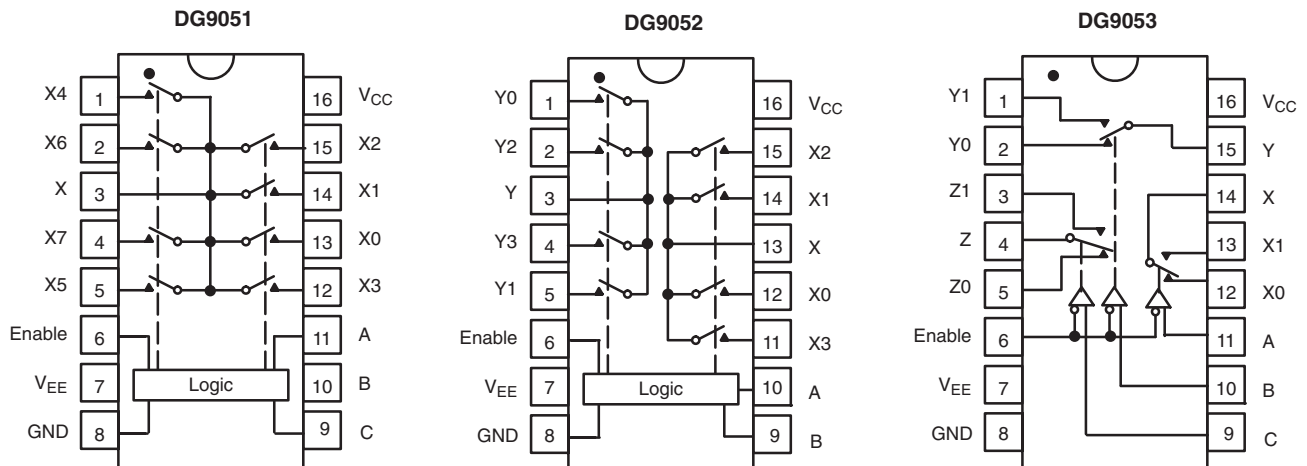 DG9051
X4 1 16 VCC
X6 2 15 X2
X 3 14 X1
X7 4 13 X0
X5 5 12 X3
Enable 6 11 A
VEE 7 Logic 10 B
GND 8 9 C
DG9052
Y0 1 16 VCC
Y2 2 15 X2
Y 3 14 X1
Y3 4 13 X
Y1 5 12 X0
Enable 6 11 X3
VEE 7 Logic 10 A
GND 8 9 B
DG9053
Y1 1 16 VCC
Y0 2 15 Y
Z1 3 14 X
Z 4 13 X1
Z0 5 12 X0
Enable 6 11 A
VEE 7 10 B
GND 8 9 C